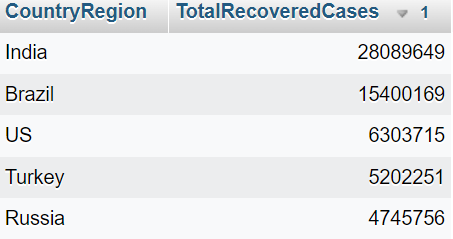 CountryRegion TotalRecoveredCases 1
India 28089649
Brazil 15400169
US 6303715
Turkey 5202251
Russia 4745756